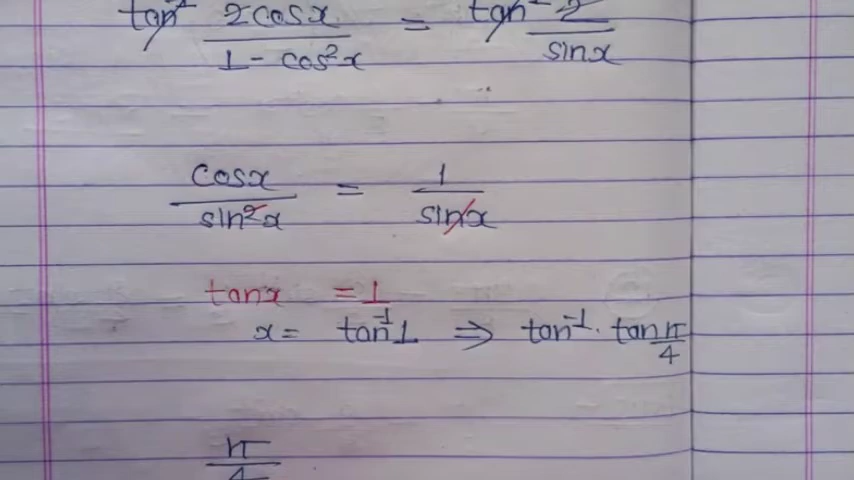 tan⁻¹ 2cosx / 1 - cos²x = tan⁻¹ 2 / sinx
cosx / sin²x = 1 / sinx
tanx = 1
x = tan⁻¹1 ⇒ tan⁻¹. tan π/4
π/4